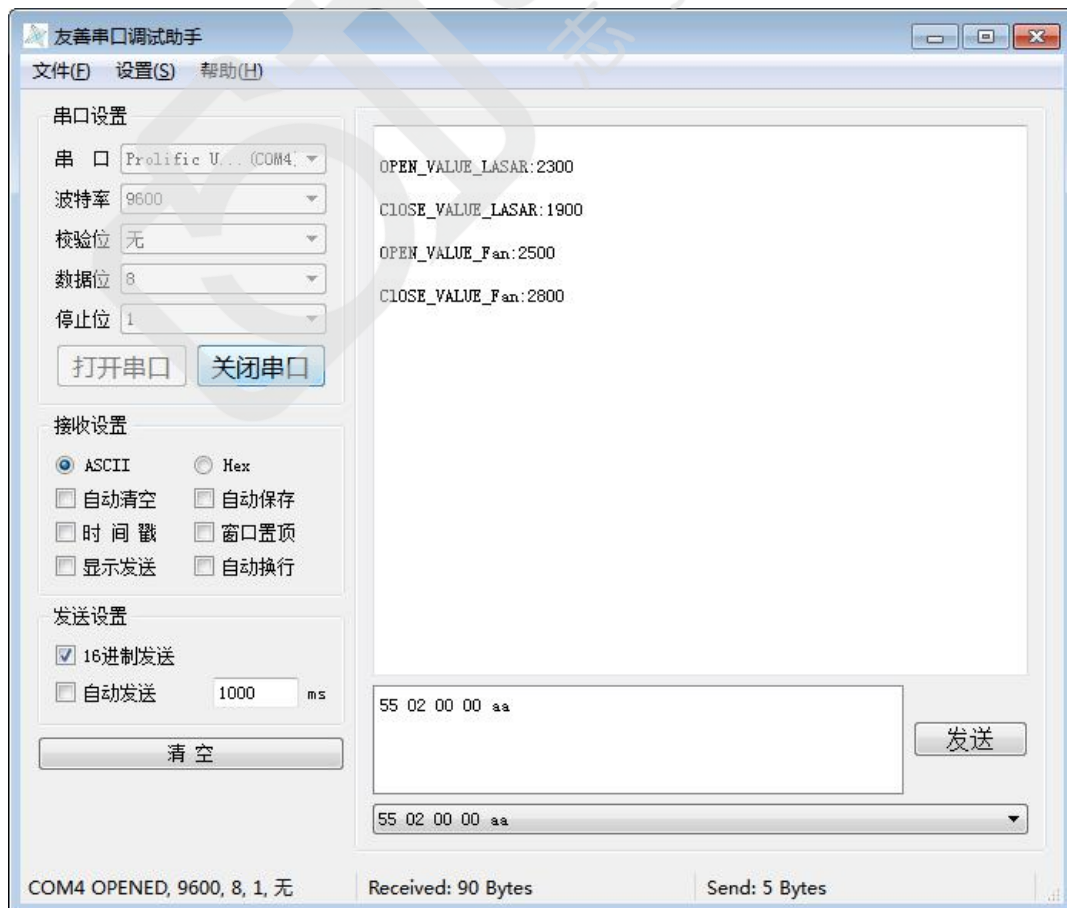 友善串口调试助手
文件(F) 设置(S) 帮助(H)
串口设置
串 口 Prolific U... (COM4)
波特率 9600
校验位 无
数据位 8
停止位 1
打开串口 关闭串口
接收设置
ASCII Hex
自动清空 自动保存
时 间 戳 窗口置顶
显示发送 自动换行
发送设置
16进制发送
自动发送 1000 ms
清 空
OPEN_VALUE_LASAR:2300
ClOSE_VALUE_LASAR:1900
OPEN_VALUE_Fan:2500
ClOSE_VALUE_Fan:2800
55 02 00 00 aa
发送
55 02 00 00 aa
COM4 OPENED, 9600, 8, 1, 无 Received: 90 Bytes Send: 5 Bytes
志